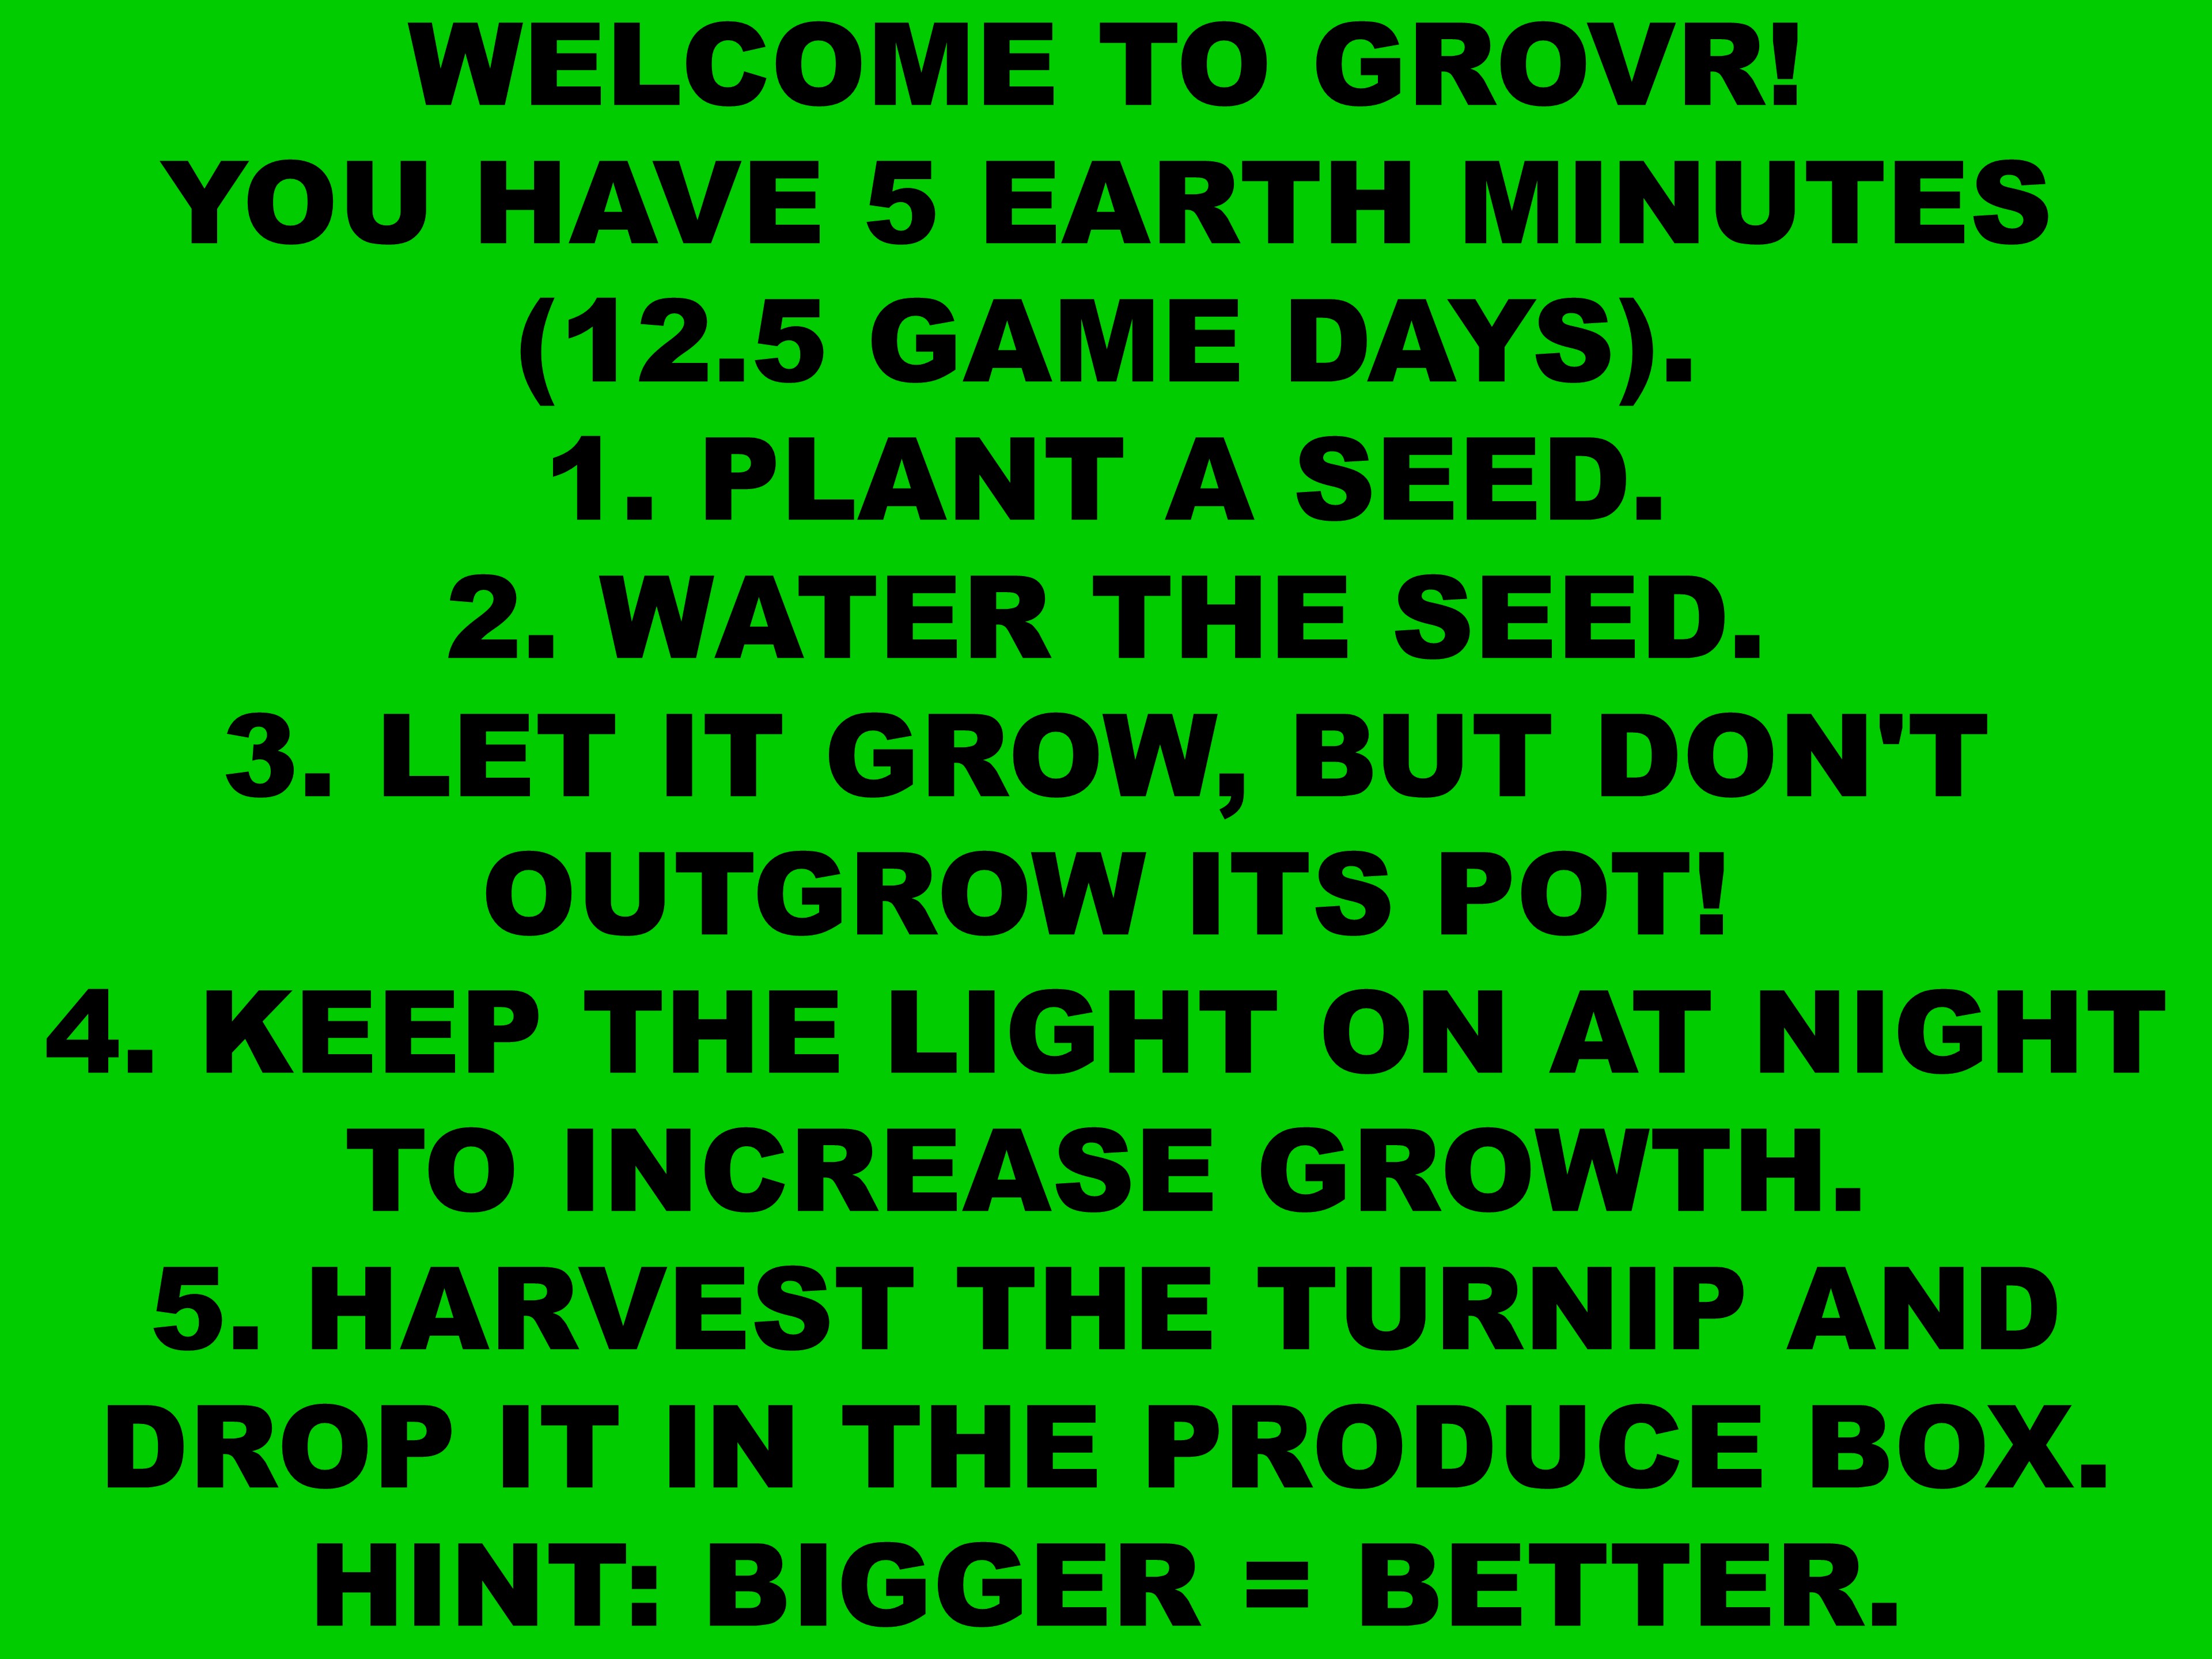 WELCOME TO GROVR!
YOU HAVE 5 EARTH MINUTES
(12.5 GAME DAYS).
1. PLANT A SEED.
2. WATER THE SEED.
3. LET IT GROW, BUT DON'T
OUTGROW ITS POT!
4. KEEP THE LIGHT ON AT NIGHT
TO INCREASE GROWTH.
5. HARVEST THE TURNIP AND
DROP IT IN THE PRODUCE BOX.
HINT: BIGGER = BETTER.